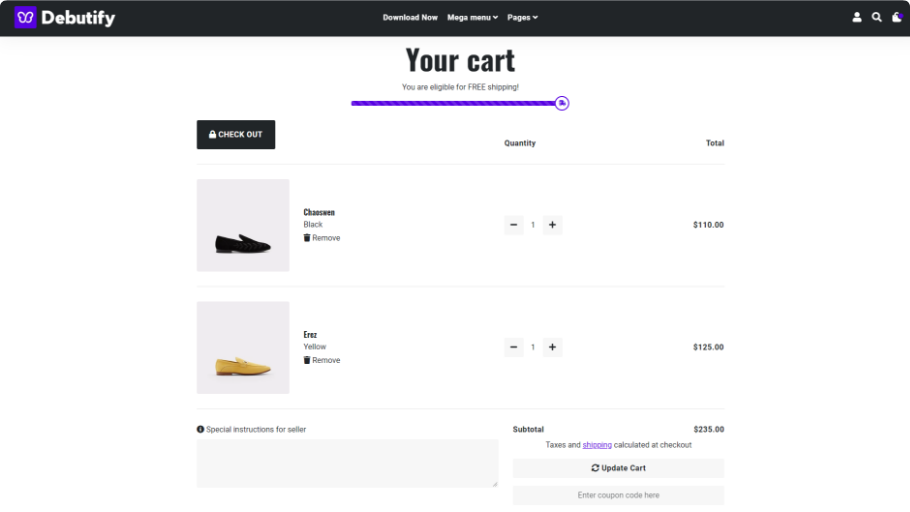 Debutify
Download Now Mega menu Pages
Your cart
You are eligible for FREE shipping!
CHECK OUT
Quantity Total
Chaoswen
Black
Remove
1
$110.00
Erez
Yellow
Remove
1
$125.00
Special instructions for seller
Subtotal $235.00
Taxes and shipping calculated at checkout
Update Cart
Enter coupon code here